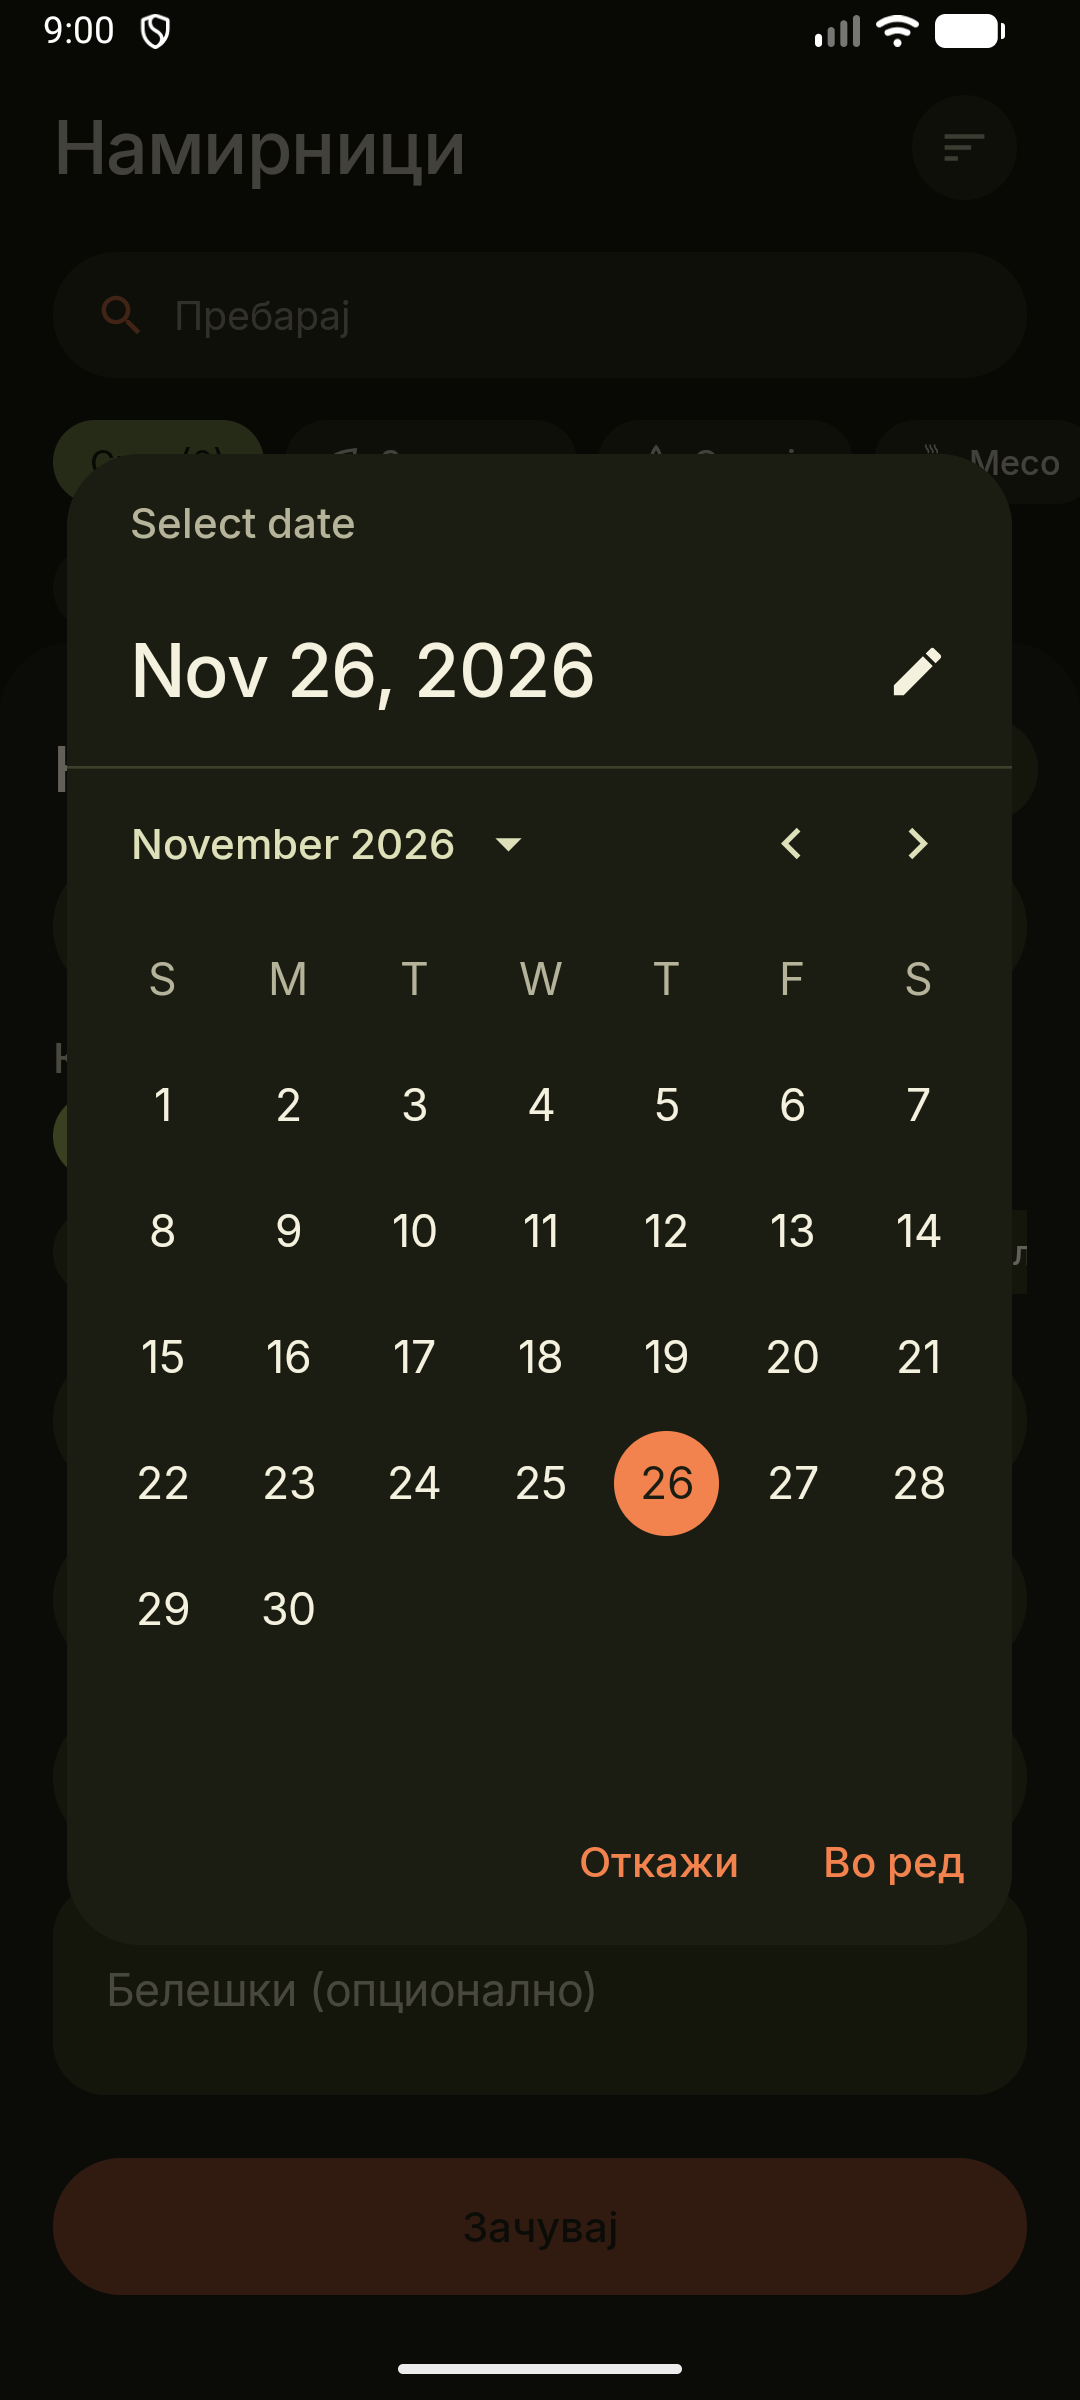 9:00
Намирници
Пребарај
Месо
Select date
Nov 26, 2026
November 2026
S M T W T F S
1 2 3 4 5 6 7
8 9 10 11 12 13 14
15 16 17 18 19 20 21
22 23 24 25 26 27 28
29 30
Откажи Во ред
Белешки (опционално)
Зачувај